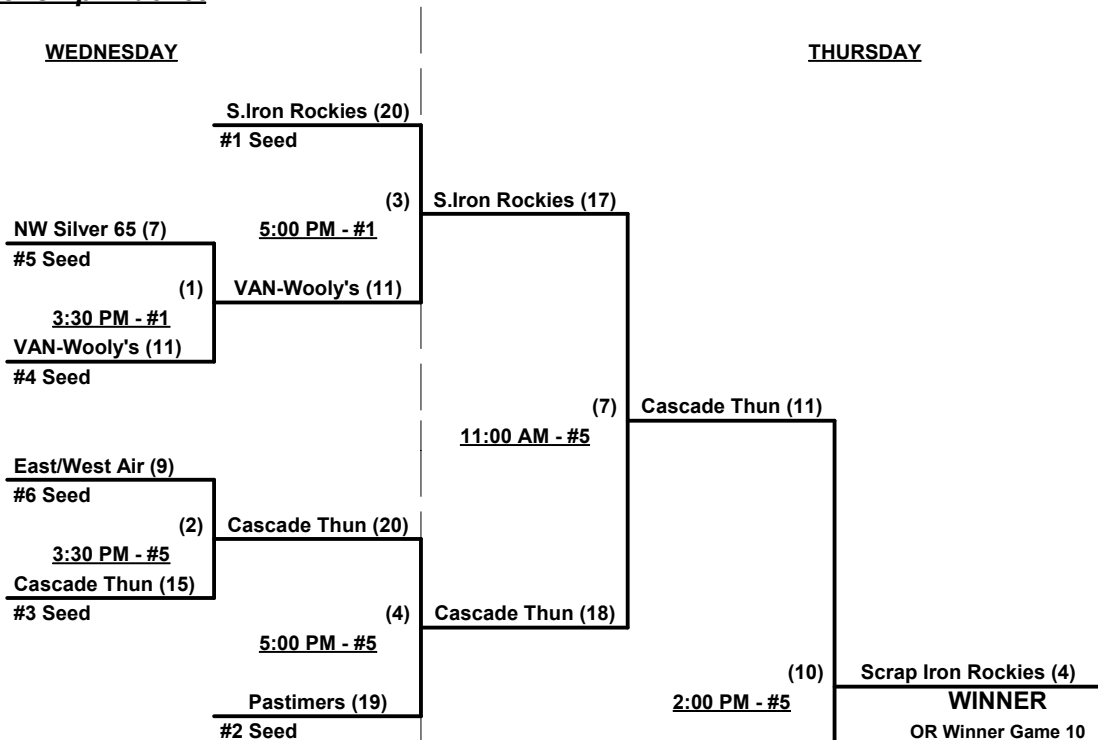 WEDNESDAY
THURSDAY
S.Iron Rockies (20)
#1 Seed
(3)
S.Iron Rockies (17)
5:00 PM - #1
NW Silver 65 (7)
#5 Seed
(1)
VAN-Wooly's (11)
3:30 PM - #1
VAN-Wooly's (11)
#4 Seed
(7)
Cascade Thun (11)
11:00 AM - #5
East/West Air (9)
#6 Seed
(2)
Cascade Thun (20)
3:30 PM - #5
Cascade Thun (15)
#3 Seed
(4)
Cascade Thun (18)
5:00 PM - #5
Pastimers (19)
#2 Seed
(10)
Scrap Iron Rockies (4)
2:00 PM - #5
WINNER
OR Winner Game 10